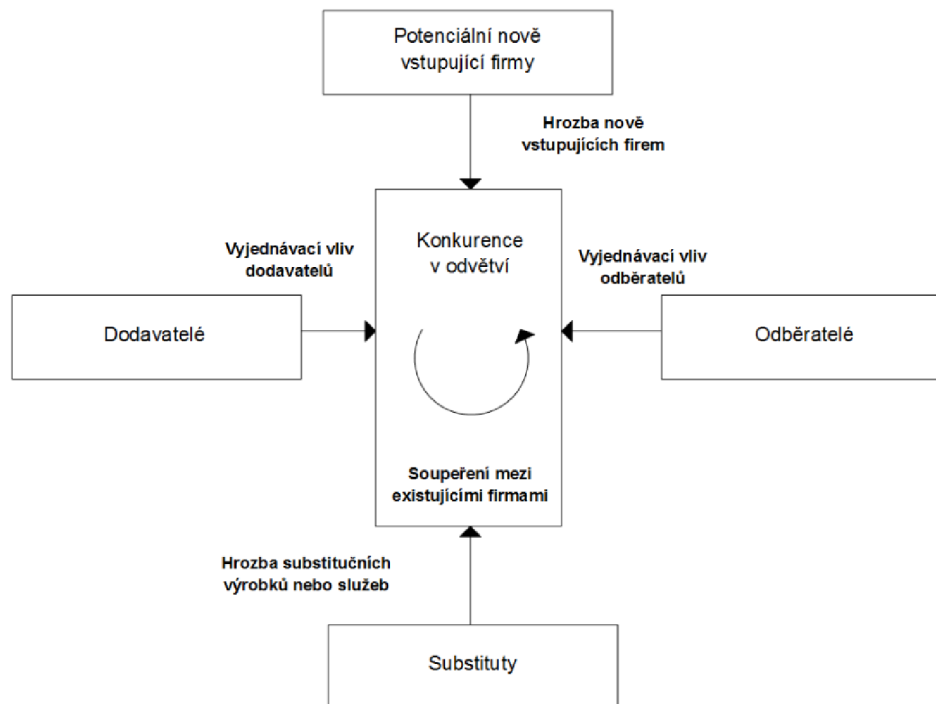 Potenciální nově
vstupující firmy
Hrozba nově
vstupujících firem
Konkurence
v odvětví
Vyjednávací vliv
dodavatelů
Vyjednávací vliv
odběratelů
Dodavatelé
Odběratelé
Soupeření mezi
existujícími firmami
Hrozba substitučních
výrobků nebo služeb
Substituty